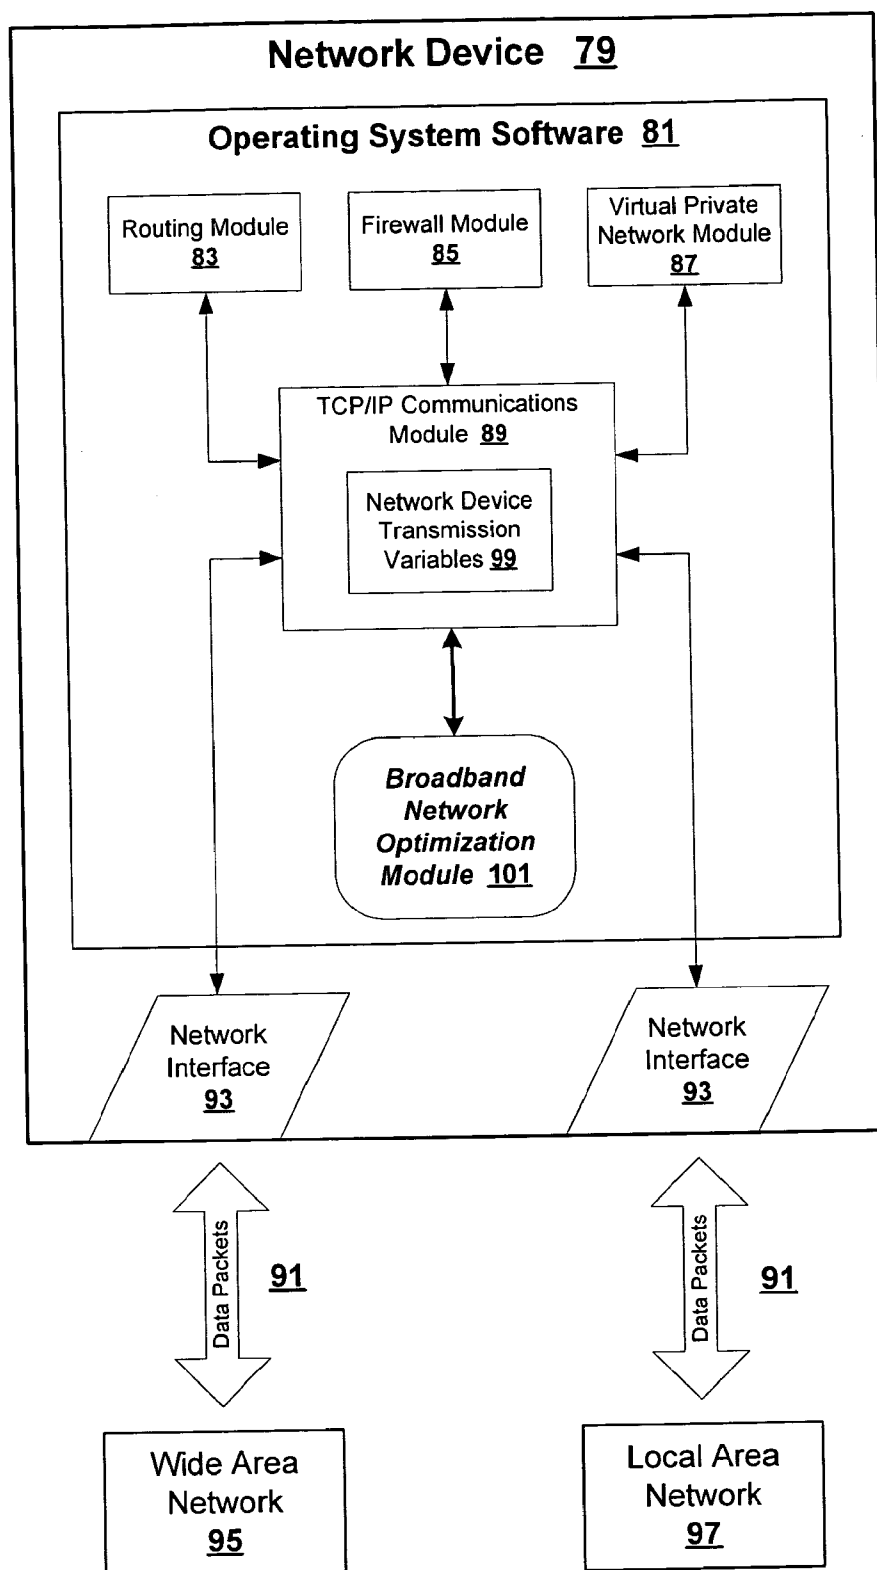 Network Device 79
Operating System Software 81
Routing Module
83
Firewall Module
85
Virtual Private
Network Module
87
TCP/IP Communications
Module 89
Network Device
Transmission
Variables 99
Broadband
Network
Optimization
Module 101
Network
Interface
93
Network
Interface
93
Data Packets
91
Data Packets
91
Wide Area
Network
95
Local Area
Network
97